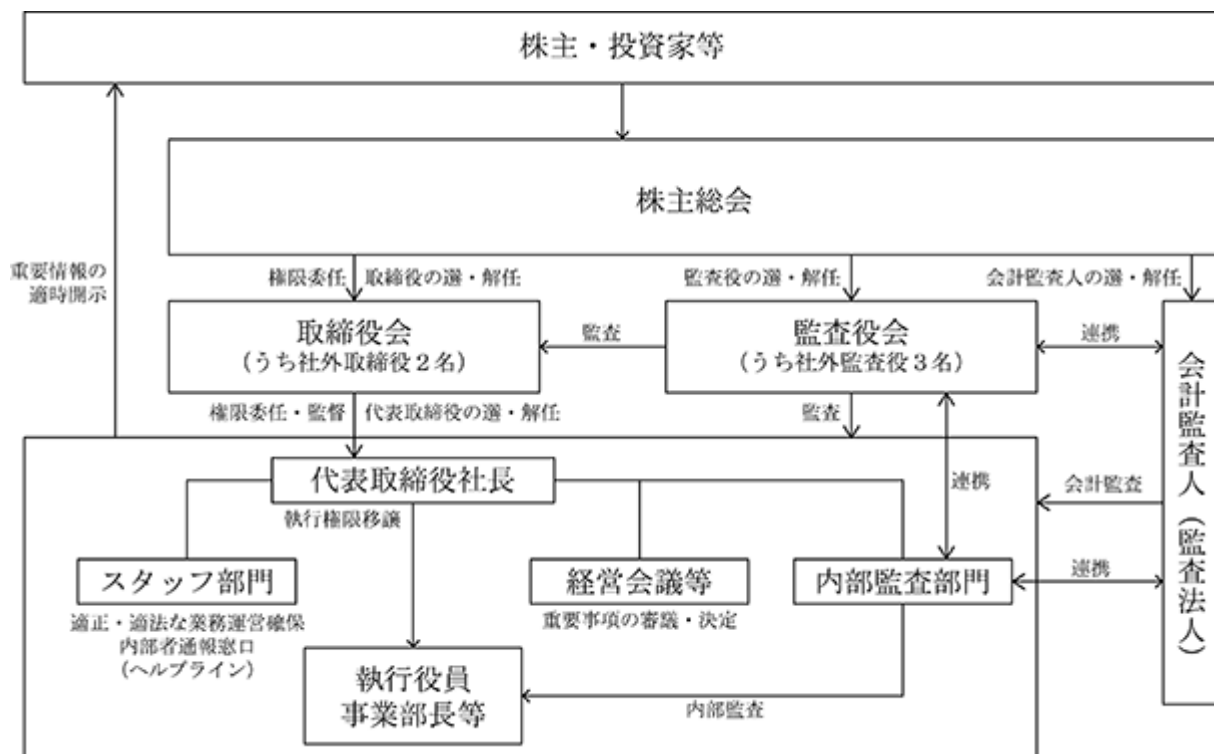 株主・投資家等
株主総会
重要情報の
適時開示
権限委任
取締役の選・解任
監査役の選・解任
会計監査人の選・解任
取締役会
(うち社外取締役2名)
監査
監査役会
(うち社外監査役3名)
連携
会計監査人(監査法人)
権限委任・監督
代表取締役の選・解任
監査
代表取締役社長
執行権限移譲
連携
会計監査
スタッフ部門
適正・適法な業務運営確保
内部者通報窓口
(ヘルプライン)
経営会議等
重要事項の審議・決定
内部監査部門
連携
執行役員
事業部長等
内部監査